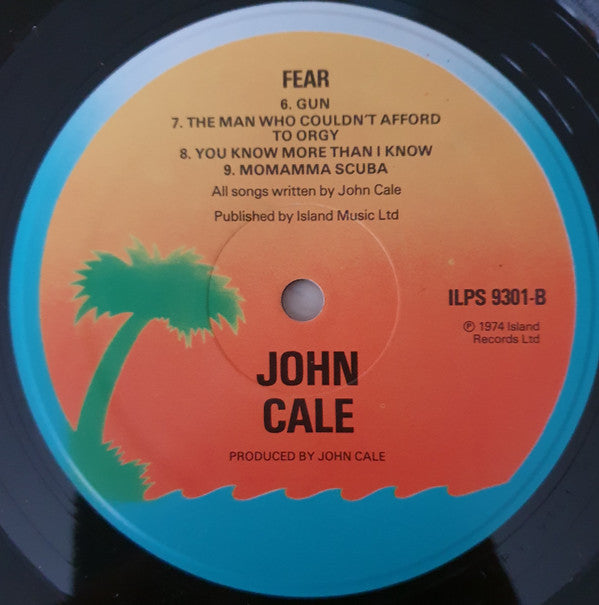 FEAR
6. GUN
7. THE MAN WHO COULDN'T AFFORD
TO ORGY
8. YOU KNOW MORE THAN I KNOW
9. MOMAMMA SCUBA
All songs written by John Cale
Published by Island Music Ltd
ILPS 9301-B
℗ 1974 Island
Records Ltd
JOHN
CALE
PRODUCED BY JOHN CALE